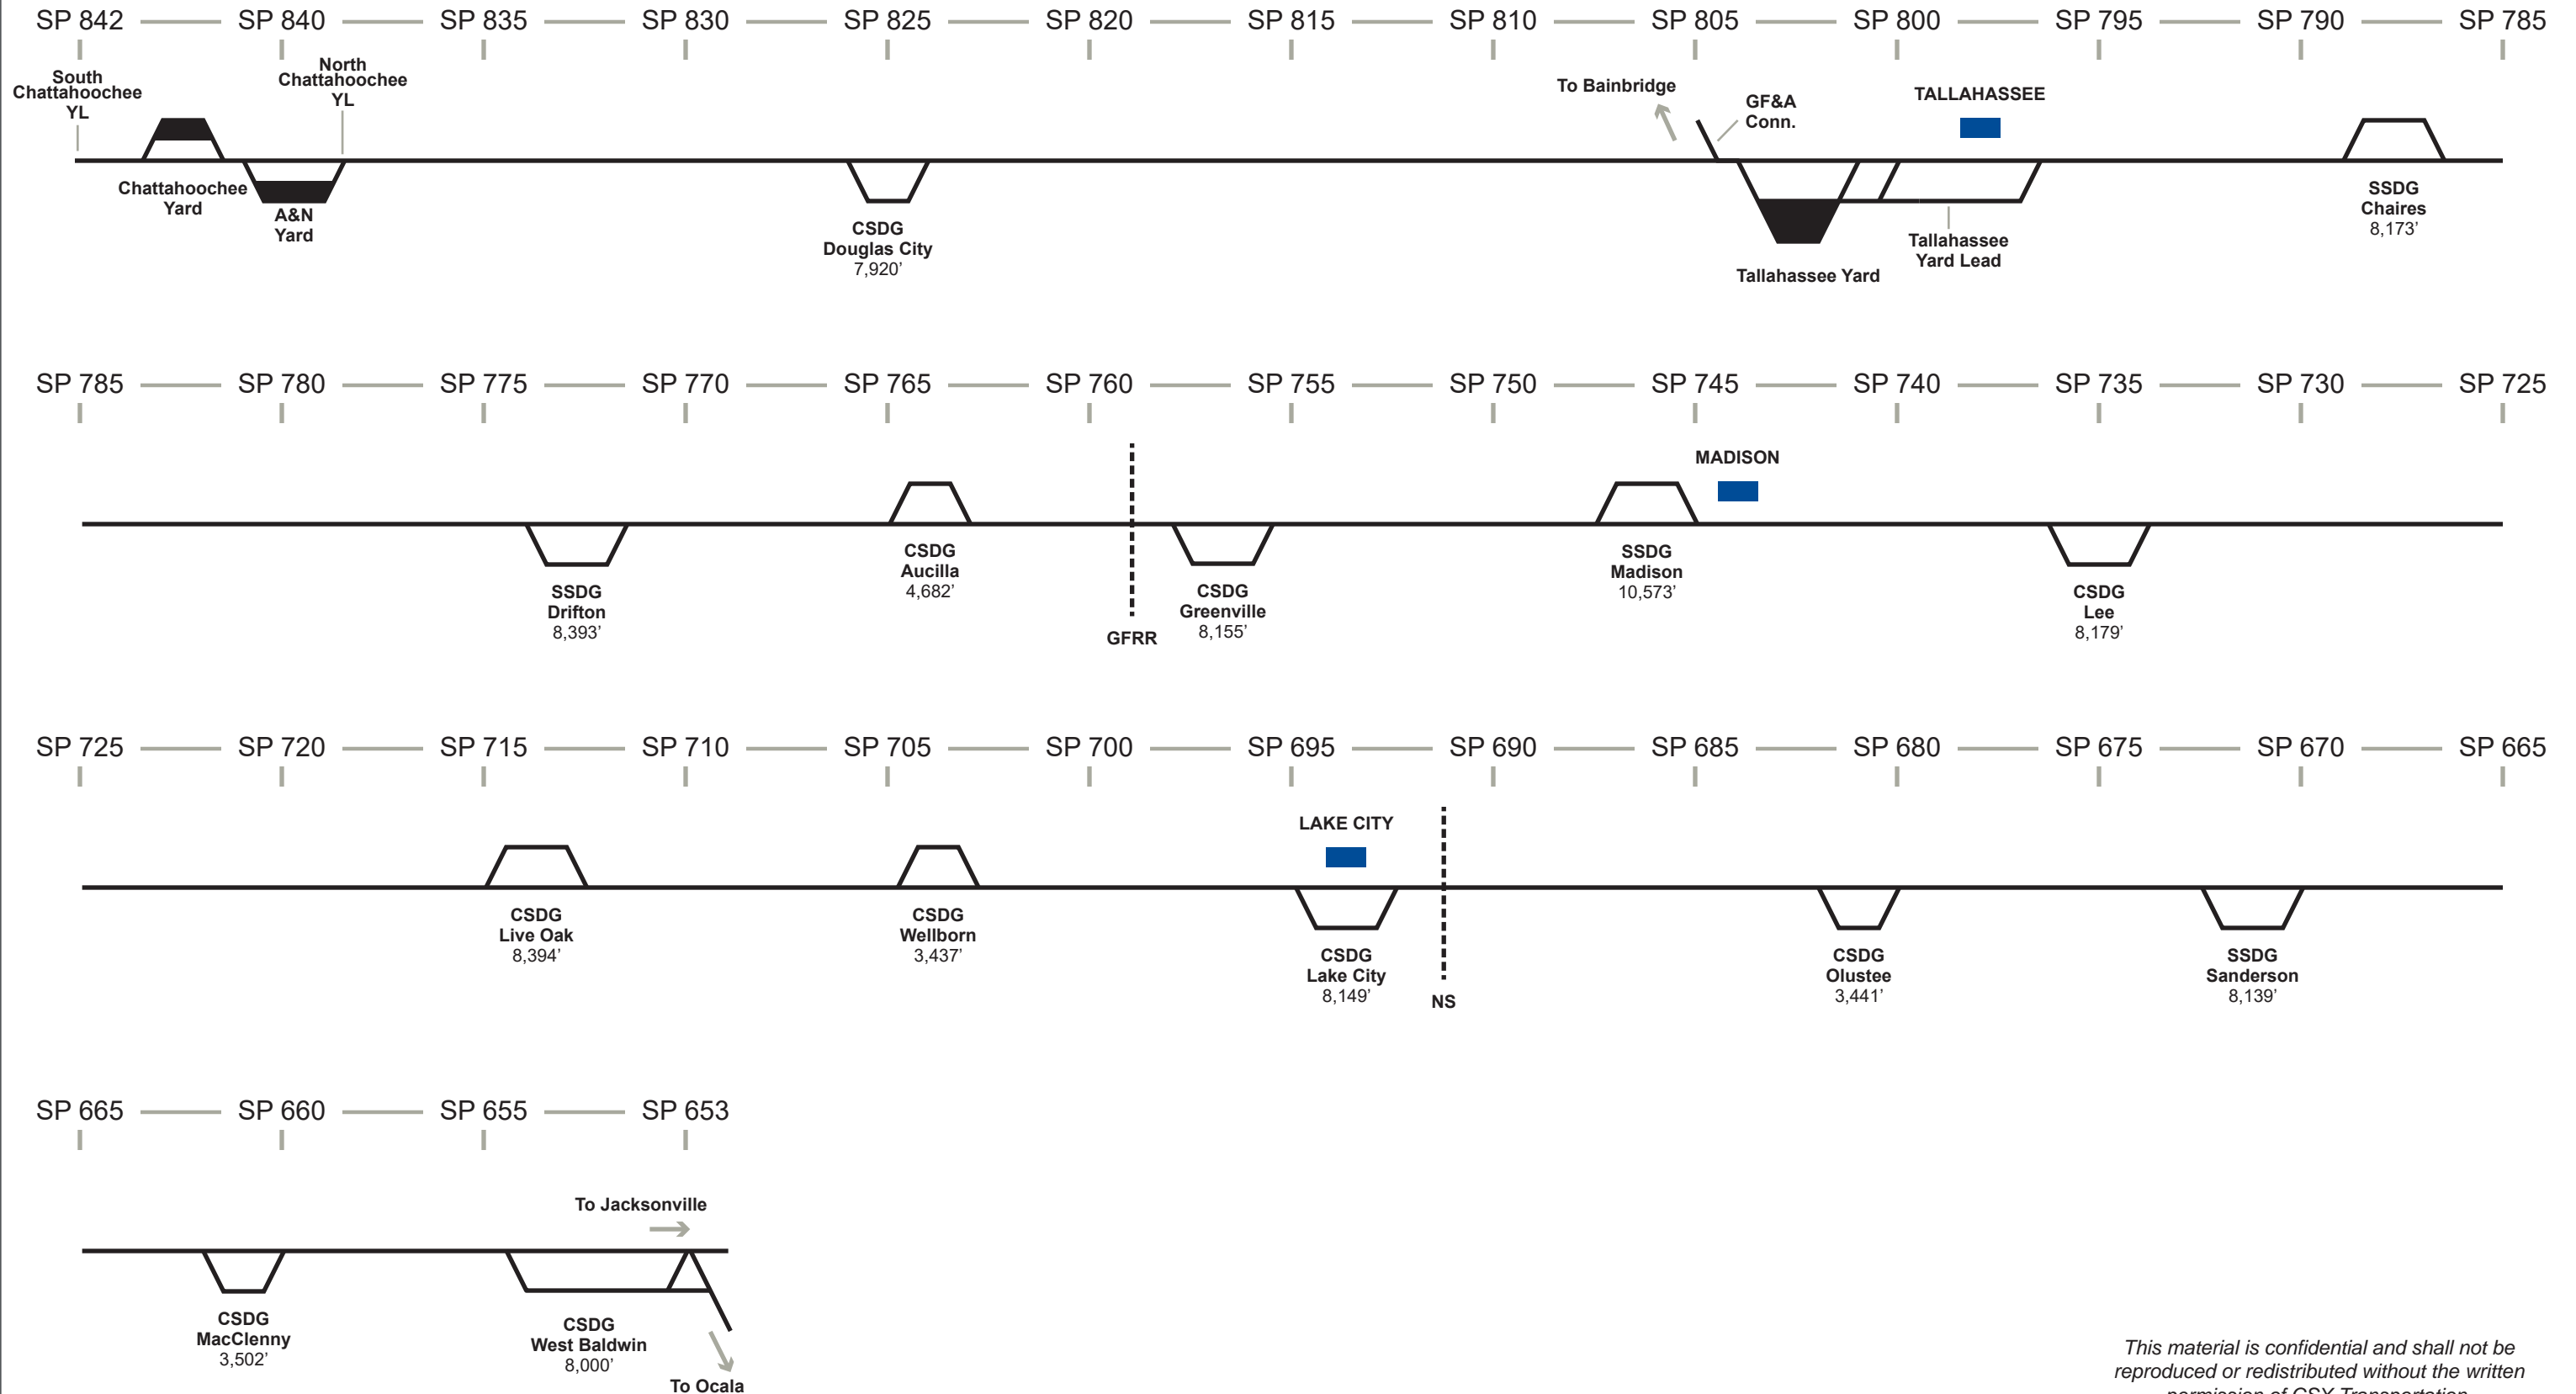 SP 842 SP 840 SP 835 SP 830 SP 825 SP 820 SP 815 SP 810 SP 805 SP 800 SP 795 SP 790 SP 785
South
Chattahoochee
YL
North
Chattahoochee
YL
To Bainbridge
GF&A
Conn.
TALLAHASSEE
Chattahoochee
Yard
A&N
Yard
CSDG
Douglas City
7,920’
Tallahassee Yard
Tallahassee
Yard Lead
SSDG
Chaires
8,173’
SP 785 SP 780 SP 775 SP 770 SP 765 SP 760 SP 755 SP 750 SP 745 SP 740 SP 735 SP 730 SP 725
MADISON
SSDG
Drifton
8,393’
CSDG
Aucilla
4,682’
GFRR
CSDG
Greenville
8,155’
SSDG
Madison
10,573’
CSDG
Lee
8,179’
SP 725 SP 720 SP 715 SP 710 SP 705 SP 700 SP 695 SP 690 SP 685 SP 680 SP 675 SP 670 SP 665
LAKE CITY
CSDG
Live Oak
8,394’
CSDG
Wellborn
3,437’
CSDG
Lake City
8,149’
NS
CSDG
Olustee
3,441’
SSDG
Sanderson
8,139’
SP 665 SP 660 SP 655 SP 653
To Jacksonville
CSDG
MacClenny
3,502’
CSDG
West Baldwin
8,000’
To Ocala
This material is confidential and shall not be
reproduced or redistributed without the written
permission of CSX Transportation